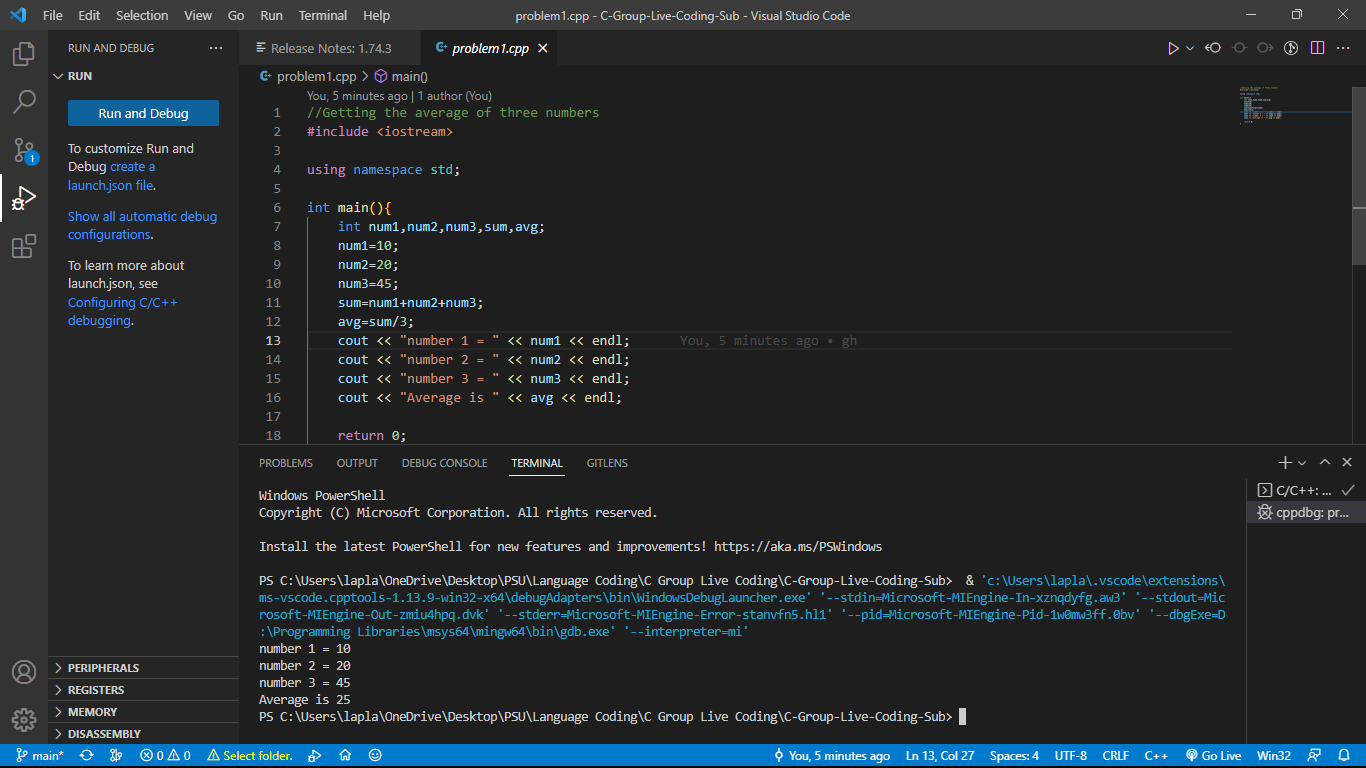 File Edit Selection View Go Run Terminal Help problem1.cpp - C-Group-Live-Coding-Sub - Visual Studio Code
RUN AND DEBUG ···
RUN
Run and Debug
To customize Run and
Debug create a
launch.json file.
Show all automatic debug
configurations.
To learn more about
launch.json, see
Configuring C/C++
debugging.
PERIPHERALS
REGISTERS
MEMORY
DISASSEMBLY
1
Release Notes: 1.74.3 problem1.cpp
problem1.cpp > main()
You, 5 minutes ago | 1 author (You)
1 //Getting the average of three numbers
2 #include <iostream>
3
4 using namespace std;
5
6 int main(){
7 int num1,num2,num3,sum,avg;
8 num1=10;
9 num2=20;
10 num3=45;
11 sum=num1+num2+num3;
12 avg=sum/3;
13 cout << "number 1 = " << num1 << endl; You, 5 minutes ago • gh
14 cout << "number 2 = " << num2 << endl;
15 cout << "number 3 = " << num3 << endl;
16 cout << "Average is " << avg << endl;
17
18 return 0;
PROBLEMS OUTPUT DEBUG CONSOLE TERMINAL GITLENS
Windows PowerShell
Copyright (C) Microsoft Corporation. All rights reserved.
Install the latest PowerShell for new features and improvements! https://aka.ms/PSWindows
PS C:\Users\lapla\OneDrive\Desktop\PSU\Language Coding\C Group Live Coding\C-Group-Live-Coding-Sub> & 'c:\Users\lapla\.vscode\extensions\
ms-vscode.cpptools-1.13.9-win32-x64\debugAdapters\bin\WindowsDebugLauncher.exe' '--stdin=Microsoft-MIEngine-In-xznqdyfg.aw3' '--stdout=Mic
rosoft-MIEngine-Out-zmiu4hpq.dvk' '--stderr=Microsoft-MIEngine-Error-stanvfn5.hl1' '--pid=Microsoft-MIEngine-Pid-1w0mw3ff.0bv' '--dbgExe=D
:\Programming Libraries\msys64\mingw64\bin\gdb.exe' '--interpreter=mi'
number 1 = 10
number 2 = 20
number 3 = 45
Average is 25
PS C:\Users\lapla\OneDrive\Desktop\PSU\Language Coding\C Group Live Coding\C-Group-Live-Coding-Sub>
C/C++: ...
cppdbg: pr...
main* 0 0 Select folder. You, 5 minutes ago Ln 13, Col 27 Spaces: 4 UTF-8 CRLF C++ Go Live Win32